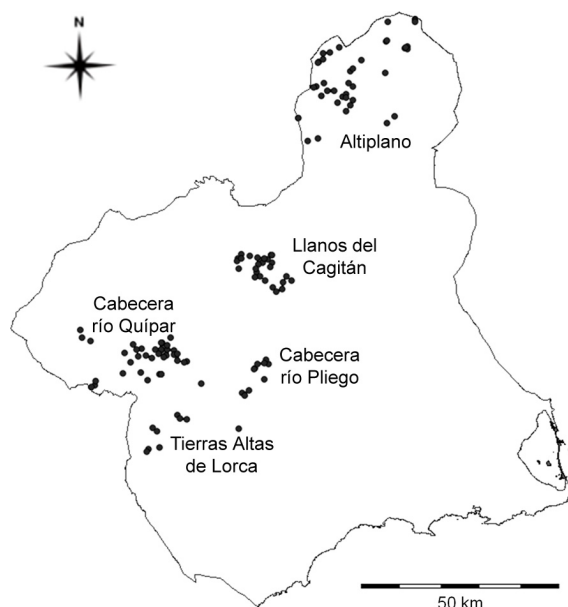 N
Altiplano
Llanos del
Cagitán
Cabecera
río Quípar
Cabecera
río Pliego
Tierras Altas
de Lorca
50 km